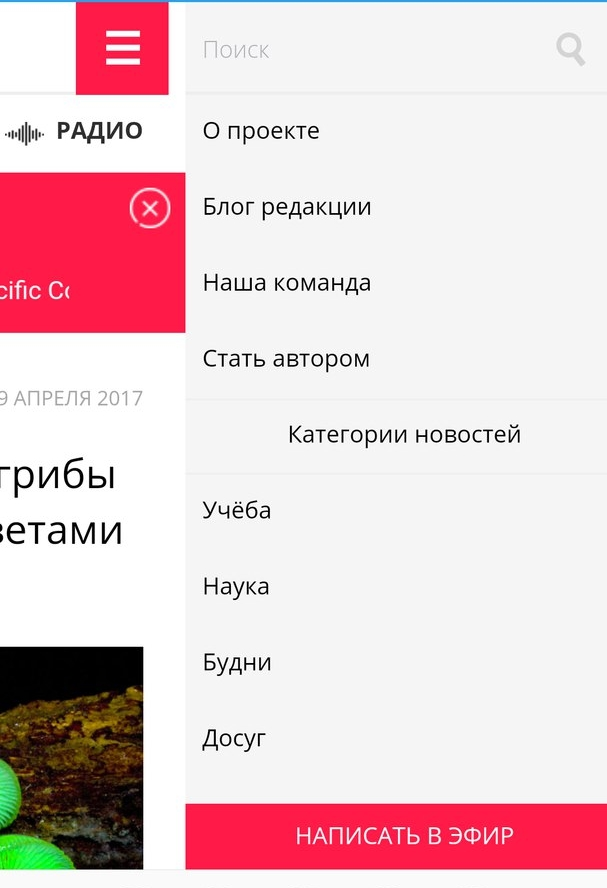 Поиск
РАДИО
О проекте
Блог редакции
cific
Наша команда
Стать автором
9 АПРЕЛЯ 2017
Категории новостей
грибы
Учёба
ветами
Наука
Будни
Досуг
НАПИСАТЬ В ЭФИР